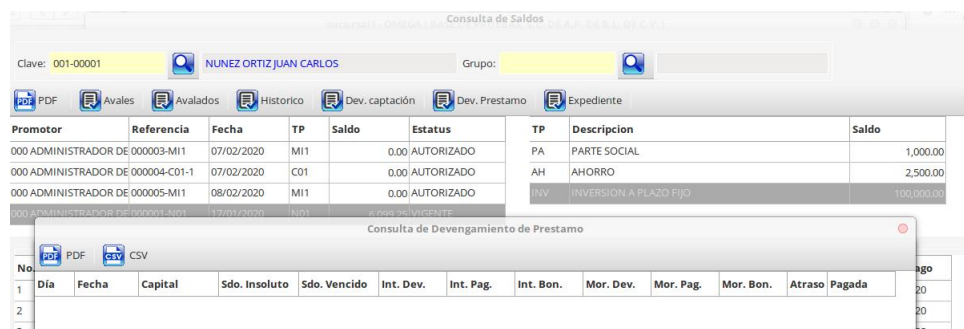 Consulta de Saldos
Clave: 001-00001 NUNEZ ORTIZ JUAN CARLOS Grupo:
PDF PDF Avales Avalados Historico Dev. captación Dev. Prestamo Expediente
Promotor Referencia Fecha TP Saldo Estatus TP Descripcion Saldo
000 ADMINISTRADOR DE 000003-MI1 07/02/2020 MI1 0.00 AUTORIZADO PA PARTE SOCIAL 1,000.00
000 ADMINISTRADOR DE 000004-C01-1 07/02/2020 C01 0.00 AUTORIZADO AH AHORRO 2,500.00
000 ADMINISTRADOR DE 000005-MI1 08/02/2020 MI1 0.00 AUTORIZADO INV INVERSION A PLAZO FIJO 100,000.00
000 ADMINISTRADOR DE 000001-N01 17/01/2020 N01 6,099.25 VIGENTE
Consulta de Devengamiento de Prestamo
PDF PDF CSV CSV
No. ago
Día Fecha Capital Sdo. Insoluto Sdo. Vencido Int. Dev. Int. Pag. Int. Bon. Mor. Dev. Mor. Pag. Mor. Bon. Atraso Pagada
1 20
2 20